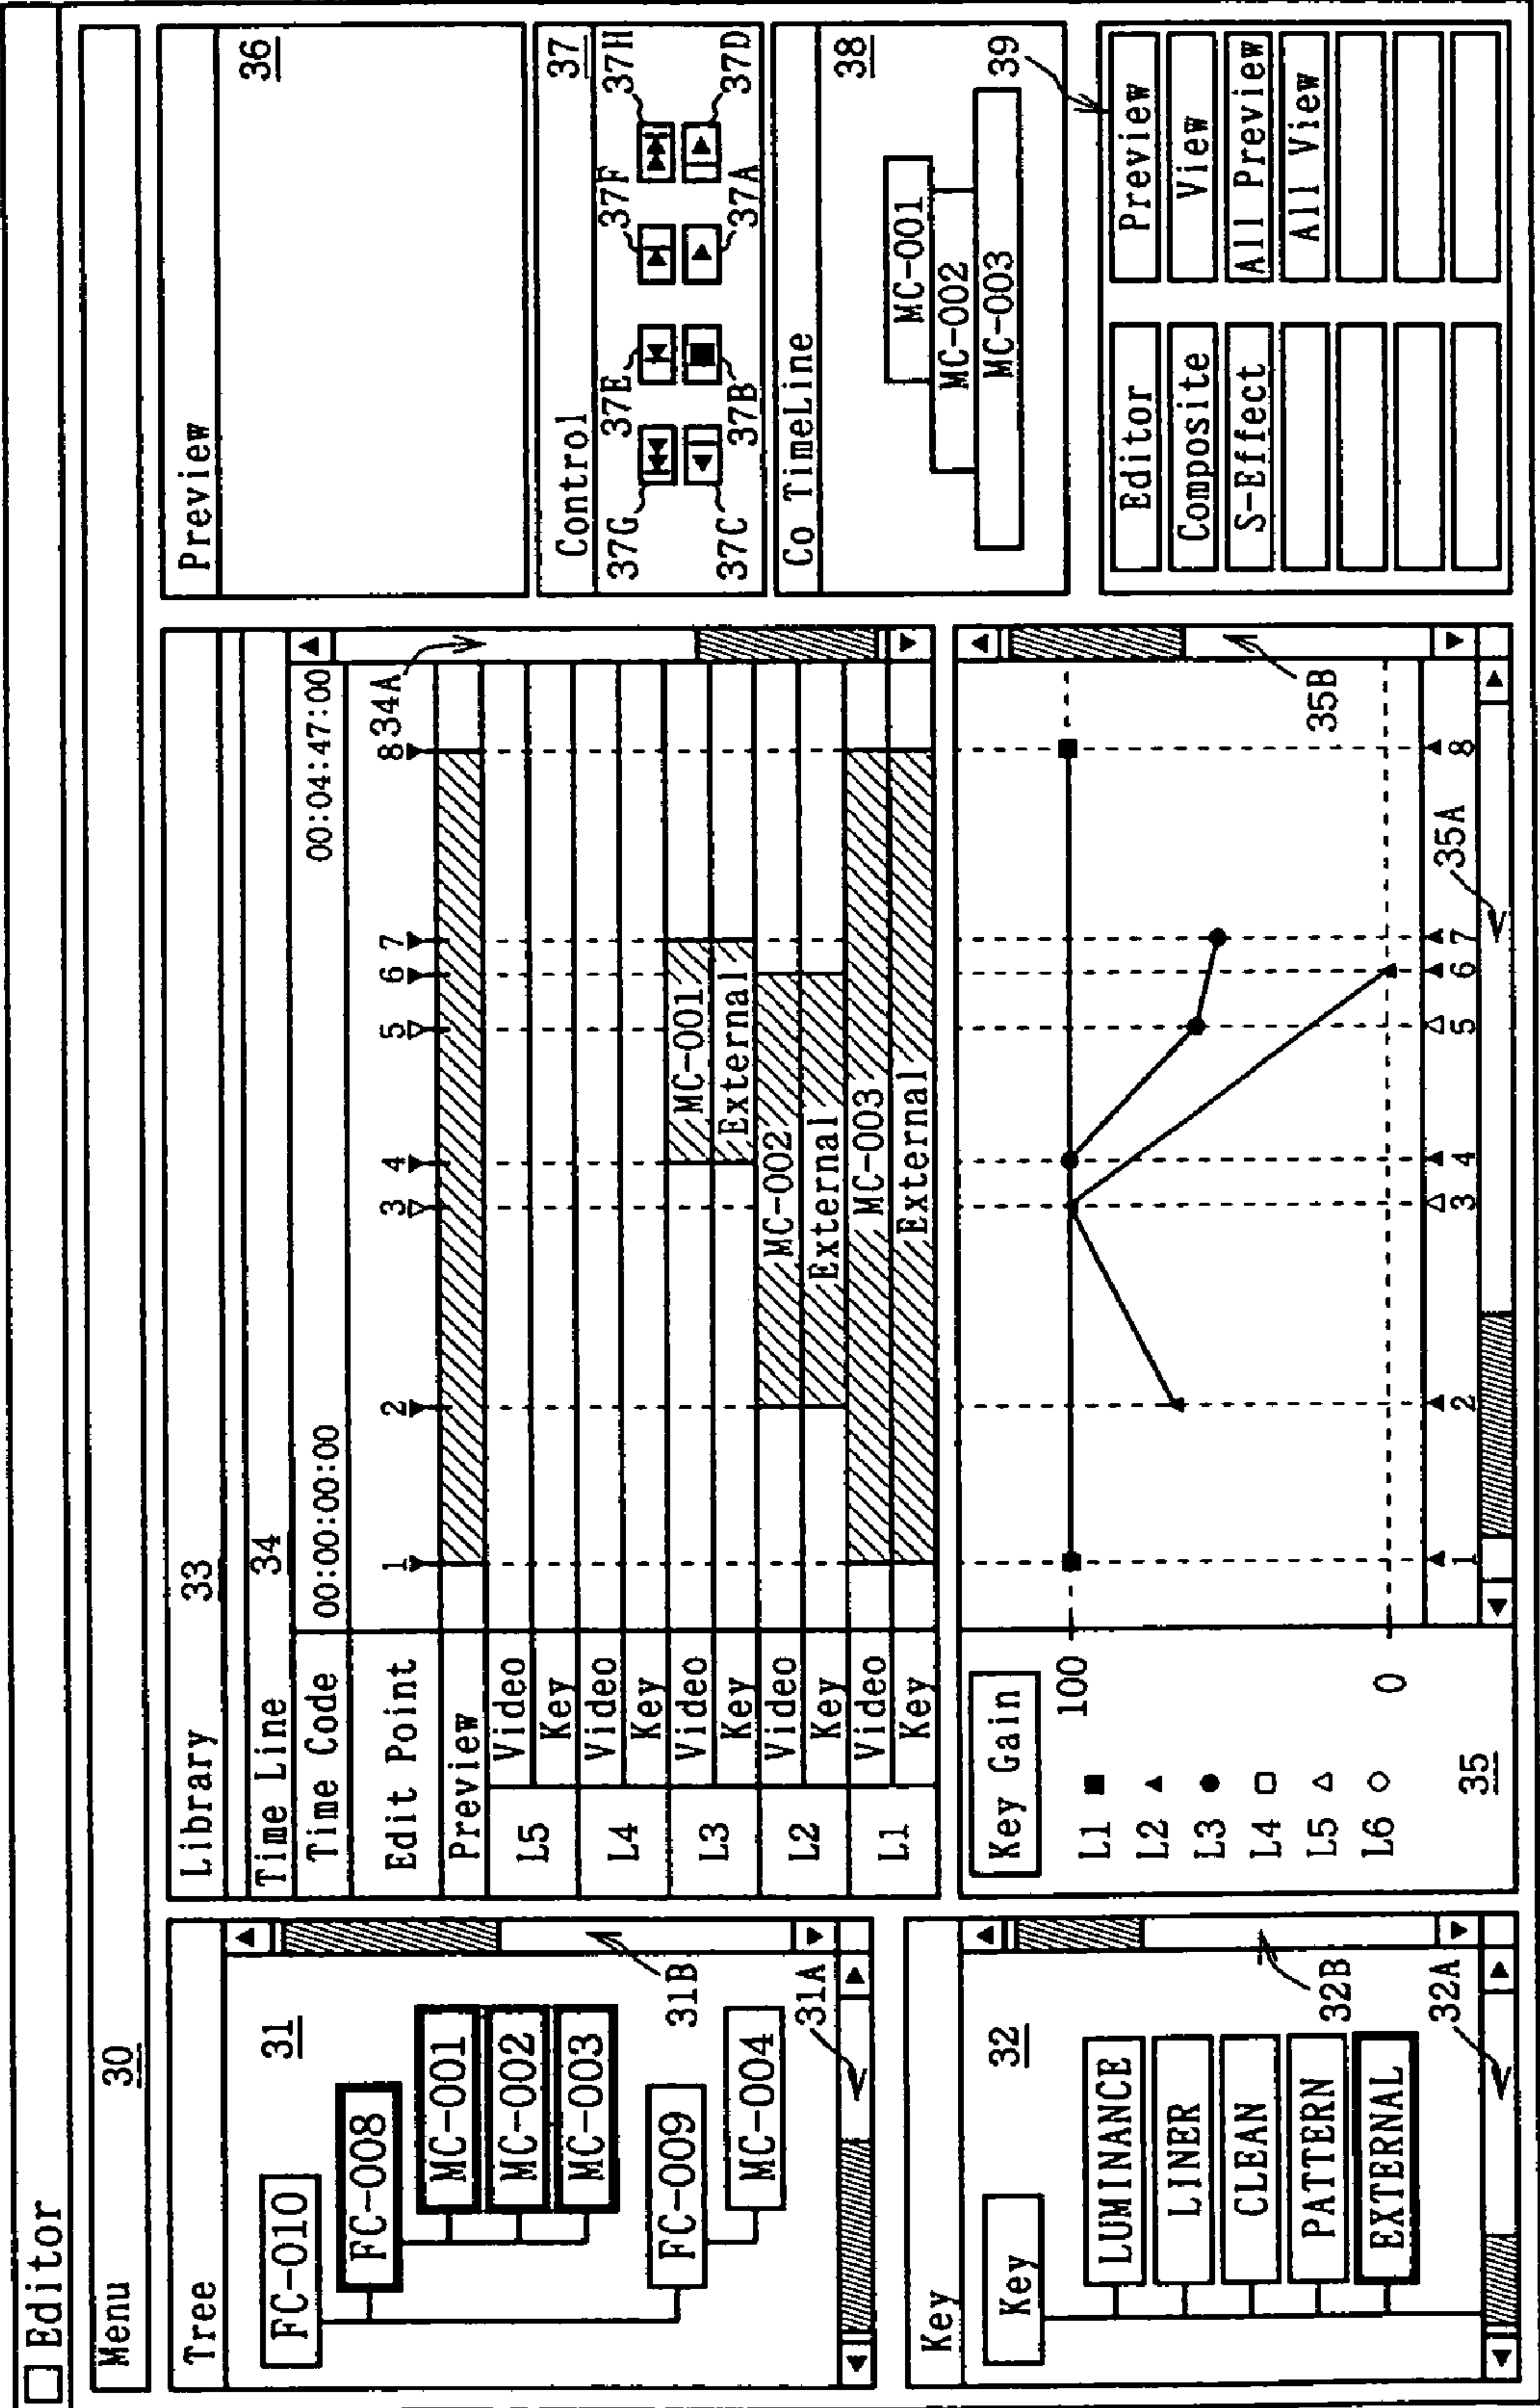 Editor
Menu
30
Tree
31
FC-010
FC-008
MC-001
MC-002
MC-003
FC-009
MC-004
31B
31A
Key
32
Key
LUMINANCE
LINER
CLEAN
PATTERN
EXTERNAL
32B
32A
Library 33
Time Line 34
Time Code 00:00:00:00 00:04:47:00
Edit Point 1 2 3 4 5 6 7 8
34A
Preview
L5 Video
Key
L4 Video
Key
L3 Video MC-001
Key External
L2 Video MC-002
Key External
L1 Video MC-003
Key External
Key Gain
100
0
L1
L2
L3
L4
L5
L6
35
1 2 3 4 5 6 7 8
35B
35A
Preview
36
Control 37
37G 37E 37F 37H
37C 37B 37A 37D
Co TimeLine 38
MC-001
MC-002
MC-003
39
Editor Preview
Composite View
S-Effect All Preview
All View